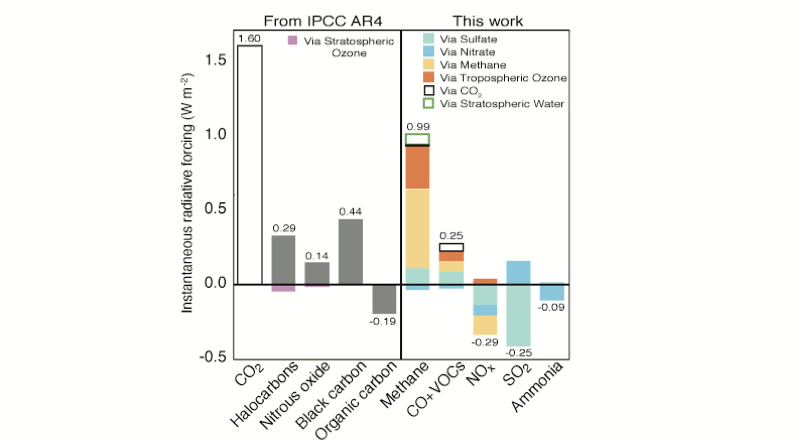 From IPCC AR4
This work
Via Stratospheric
Ozone
Via Sulfate
Via Nitrate
Via Methane
Via Tropospheric Ozone
Via CO₂
Via Stratospheric Water
Instantaneous radiative forcing (W m⁻²)
1.5
1.0
0.5
0.0
-0.5
1.60
0.29
0.14
0.44
-0.19
0.99
0.25
-0.29
-0.25
-0.09
CO₂
Halocarbons
Nitrous oxide
Black carbon
Organic carbon
Methane
CO+VOCs
NOₓ
SO₂
Ammonia